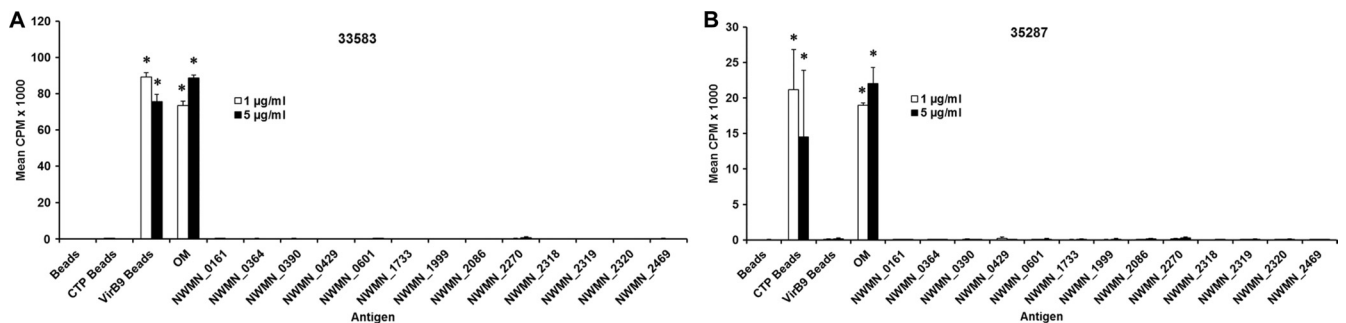 A
33583
Mean CPM x 1000
120
100
80
60
40
20
0
* * * *
1 µg/ml
5 µg/ml
Beads
CTP Beads
VirB9 Beads
OM
NWMN_0161
NWMN_0364
NWMN_0390
NWMN_0429
NWMN_0601
NWMN_1733
NWMN_1999
NWMN_2086
NWMN_2270
NWMN_2318
NWMN_2319
NWMN_2320
NWMN_2469
Antigen
B
35287
Mean CPM x 1000
30
25
20
15
10
5
0
* * * *
1 µg/ml
5 µg/ml
Beads
CTP Beads
VirB9 Beads
OM
NWMN_0161
NWMN_0364
NWMN_0390
NWMN_0429
NWMN_0601
NWMN_1733
NWMN_1999
NWMN_2086
NWMN_2270
NWMN_2318
NWMN_2319
NWMN_2320
NWMN_2469
Antigen